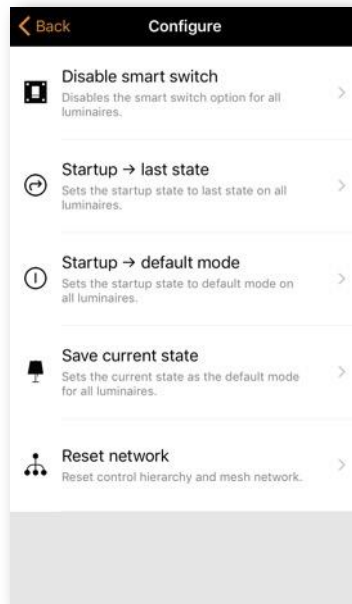 Back
Configure
Disable smart switch
Disables the smart switch option for all
luminaires.
Startup → last state
Sets the startup state to last state on all
luminaires.
Startup → default mode
Sets the startup state to default mode on
all luminaires.
Save current state
Sets the current state as the default mode
for all luminaires.
Reset network
Reset control hierarchy and mesh network.